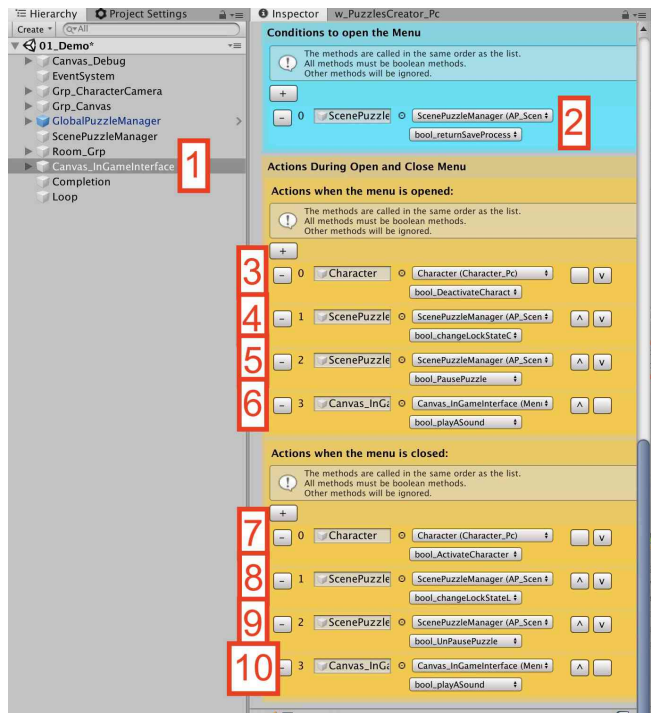 Hierarchy
Project Settings
Create
All
01_Demo*
Canvas_Debug
EventSystem
Grp_CharacterCamera
Grp_Canvas
GlobalPuzzleManager
ScenePuzzleManager
Room_Grp
Canvas_InGameInterface
Completion
Loop
1
Inspector
w_PuzzlesCreator_Pc
Conditions to open the Menu
The methods are called in the same order as the list.
All methods must be boolean methods.
Other methods will be ignored.
+
- 0 ScenePuzzle ScenePuzzleManager (AP_Scen
bool_returnSaveProcess
2
Actions During Open and Close Menu
Actions when the menu is opened:
The methods are called in the same order as the list.
All methods must be boolean methods.
Other methods will be ignored.
+
3 - 0 Character Character (Character_Pc) v
bool_DeactivateCharact
4 - 1 ScenePuzzle ScenePuzzleManager (AP_Scen ^ v
bool_changeLockStateC
5 - 2 ScenePuzzle ScenePuzzleManager (AP_Scen ^ v
bool_PausePuzzle
6 - 3 Canvas_InGa Canvas_InGameInterface (Men ^
bool_playASound
Actions when the menu is closed:
The methods are called in the same order as the list.
All methods must be boolean methods.
Other methods will be ignored.
+
7 - 0 Character Character (Character_Pc) v
bool_ActivateCharacter
8 - 1 ScenePuzzle ScenePuzzleManager (AP_Scen ^ v
bool_changeLockStateL
9 - 2 ScenePuzzle ScenePuzzleManager (AP_Scen ^ v
bool_UnPausePuzzle
10 - 3 Canvas_InGa Canvas_InGameInterface (Men ^
bool_playASound